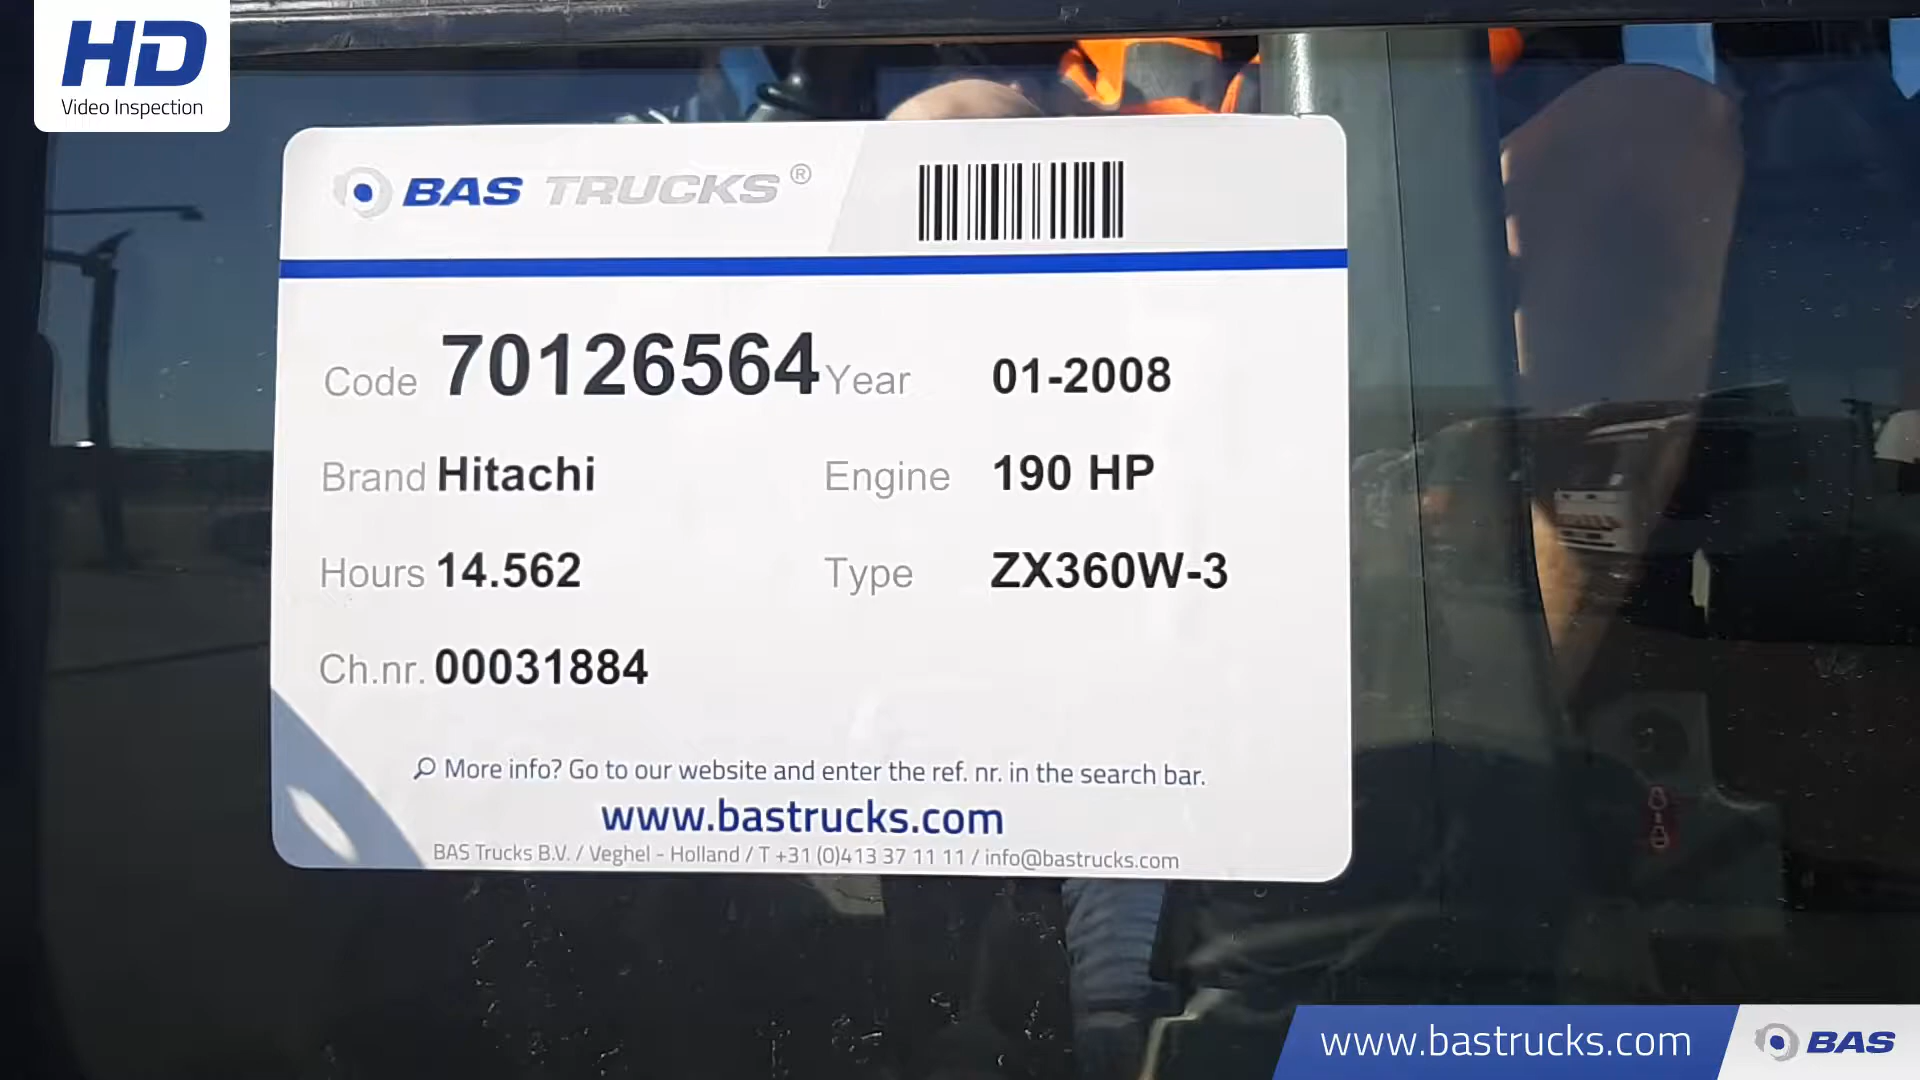 HD
Video Inspection
BAS TRUCKS®
Code 70126564 Year 01-2008
Brand Hitachi Engine 190 HP
Hours 14.562 Type ZX360W-3
Ch.nr. 00031884
More info? Go to our website and enter the ref. nr. in the search bar.
www.bastrucks.com
BAS Trucks B.V. / Veghel - Holland / T +31 (0)413 37 11 11 / info@bastrucks.com
www.bastrucks.com BAS